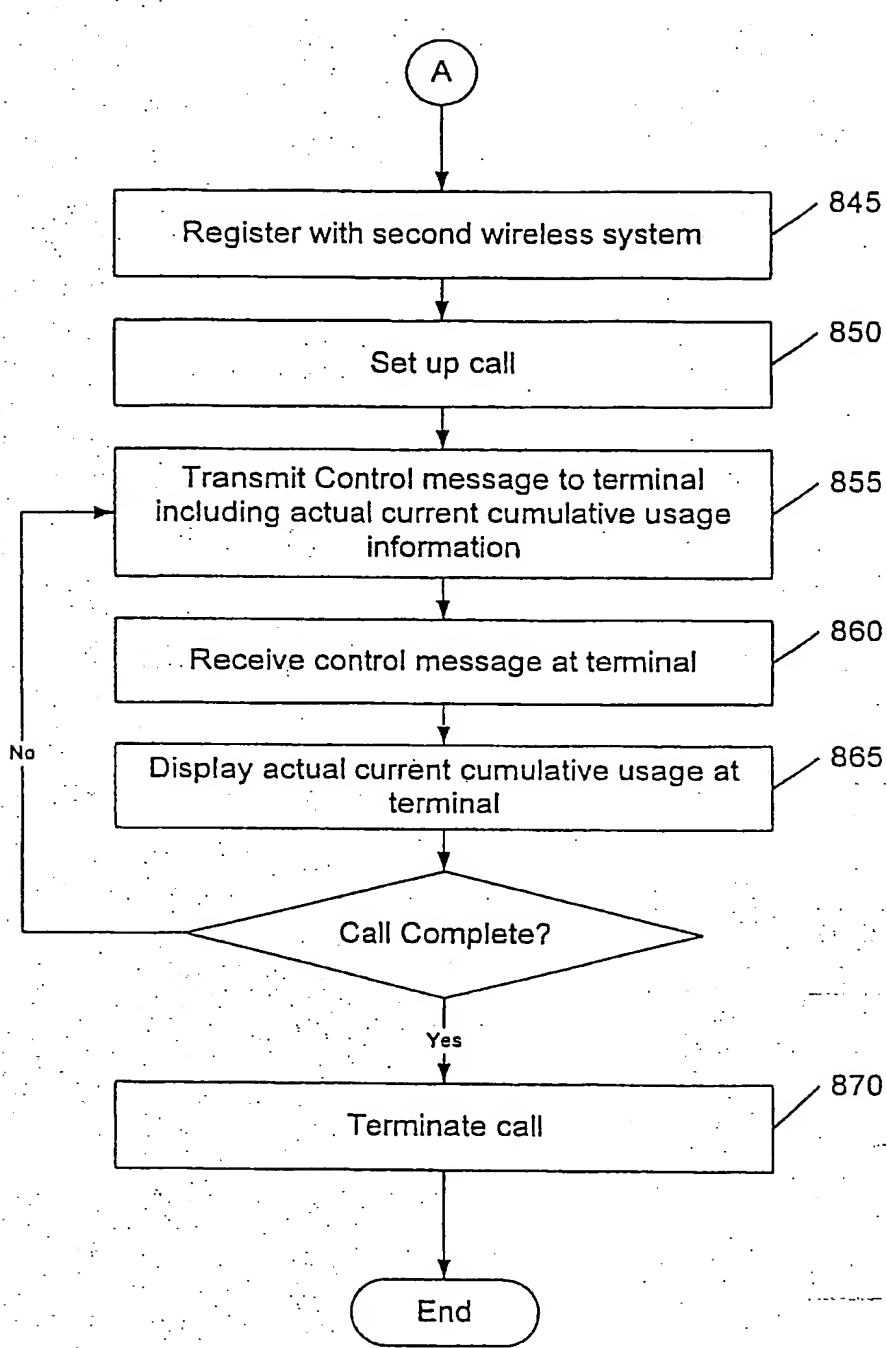 A
845
Register with second wireless system
850
Set up call
855
Transmit Control message to terminal
including actual current cumulative usage
information
860
Receive control message at terminal
No
865
Display actual current cumulative usage at
terminal
Call Complete?
Yes
870
Terminate call
End